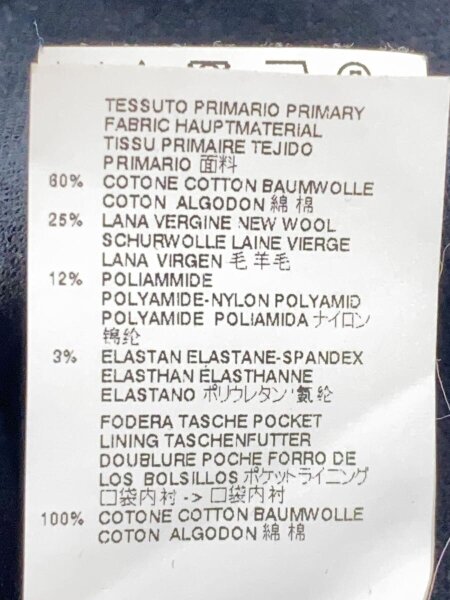 TESSUTO PRIMARIO PRIMARY
FABRIC HAUPTMATERIAL
TISSU PRIMAIRE TEJIDO
PRIMARIO 面料
60% COTONE COTTON BAUMWOLLE
COTON ALGODON 綿 棉
25% LANA VERGINE NEW WOOL
SCHURWOLLE LAINE VIERGE
LANA VIRGEN 毛 羊毛
12% POLIAMMIDE
POLYAMIDE-NYLON POLYAMID
POLYAMIDE POLIAMIDA ナイロン
锦纶
3% ELASTAN ELASTANE-SPANDEX
ELASTHAN ELASTHANNE
ELASTANO ポリウレタン 氨纶
FODERA TASCHE POCKET
LINING TASCHENFUTTER
DOUBLURE POCHE FORRO DE
LOS BOLSILLOS ポケットライニング
口袋内衬 -> 口袋内衬
100% COTONE COTTON BAUMWOLLE
COTON ALGODON 綿 棉